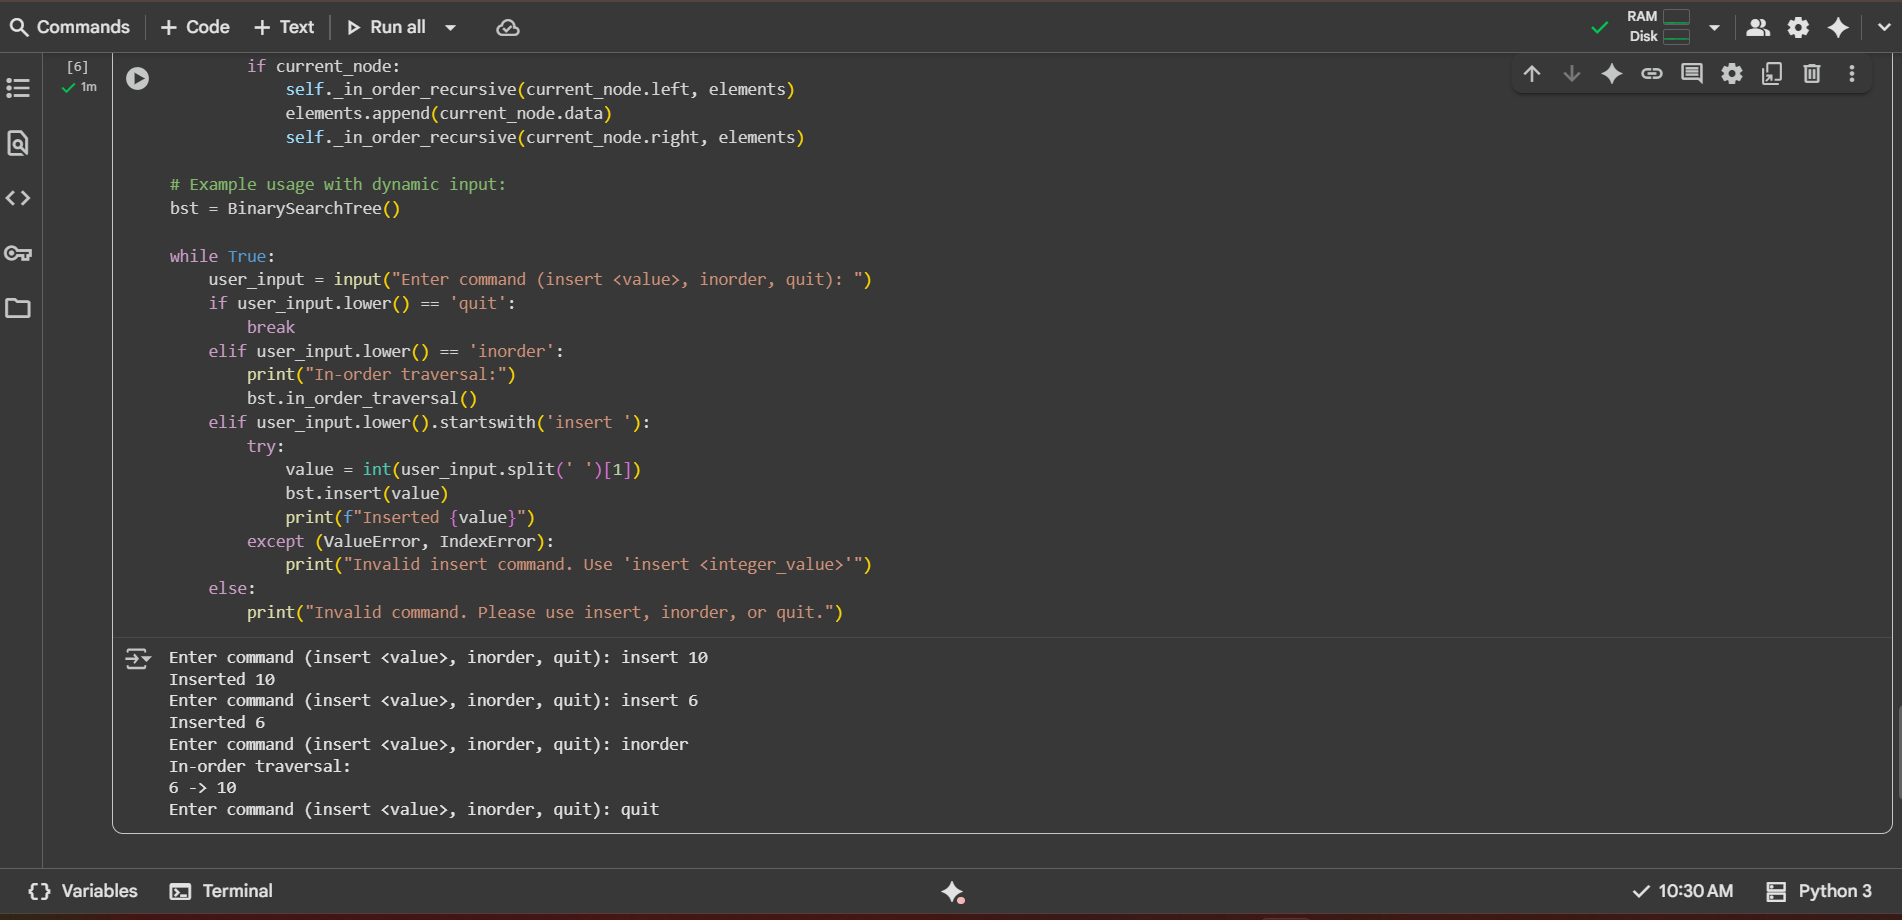 Commands + Code + Text Run all RAM Disk
[6]
1m
        if current_node:
            self._in_order_recursive(current_node.left, elements)
            elements.append(current_node.data)
            self._in_order_recursive(current_node.right, elements)

# Example usage with dynamic input:
bst = BinarySearchTree()

while True:
    user_input = input("Enter command (insert <value>, inorder, quit): ")
    if user_input.lower() == 'quit':
        break
    elif user_input.lower() == 'inorder':
        print("In-order traversal:")
        bst.in_order_traversal()
    elif user_input.lower().startswith('insert '):
        try:
            value = int(user_input.split(' ')[1])
            bst.insert(value)
            print(f"Inserted {value}")
        except (ValueError, IndexError):
            print("Invalid insert command. Use 'insert <integer_value>'")
    else:
        print("Invalid command. Please use insert, inorder, or quit.")
Enter command (insert <value>, inorder, quit): insert 10
Inserted 10
Enter command (insert <value>, inorder, quit): insert 6
Inserted 6
Enter command (insert <value>, inorder, quit): inorder
In-order traversal:
6 -> 10
Enter command (insert <value>, inorder, quit): quit
Variables Terminal 10:30 AM Python 3